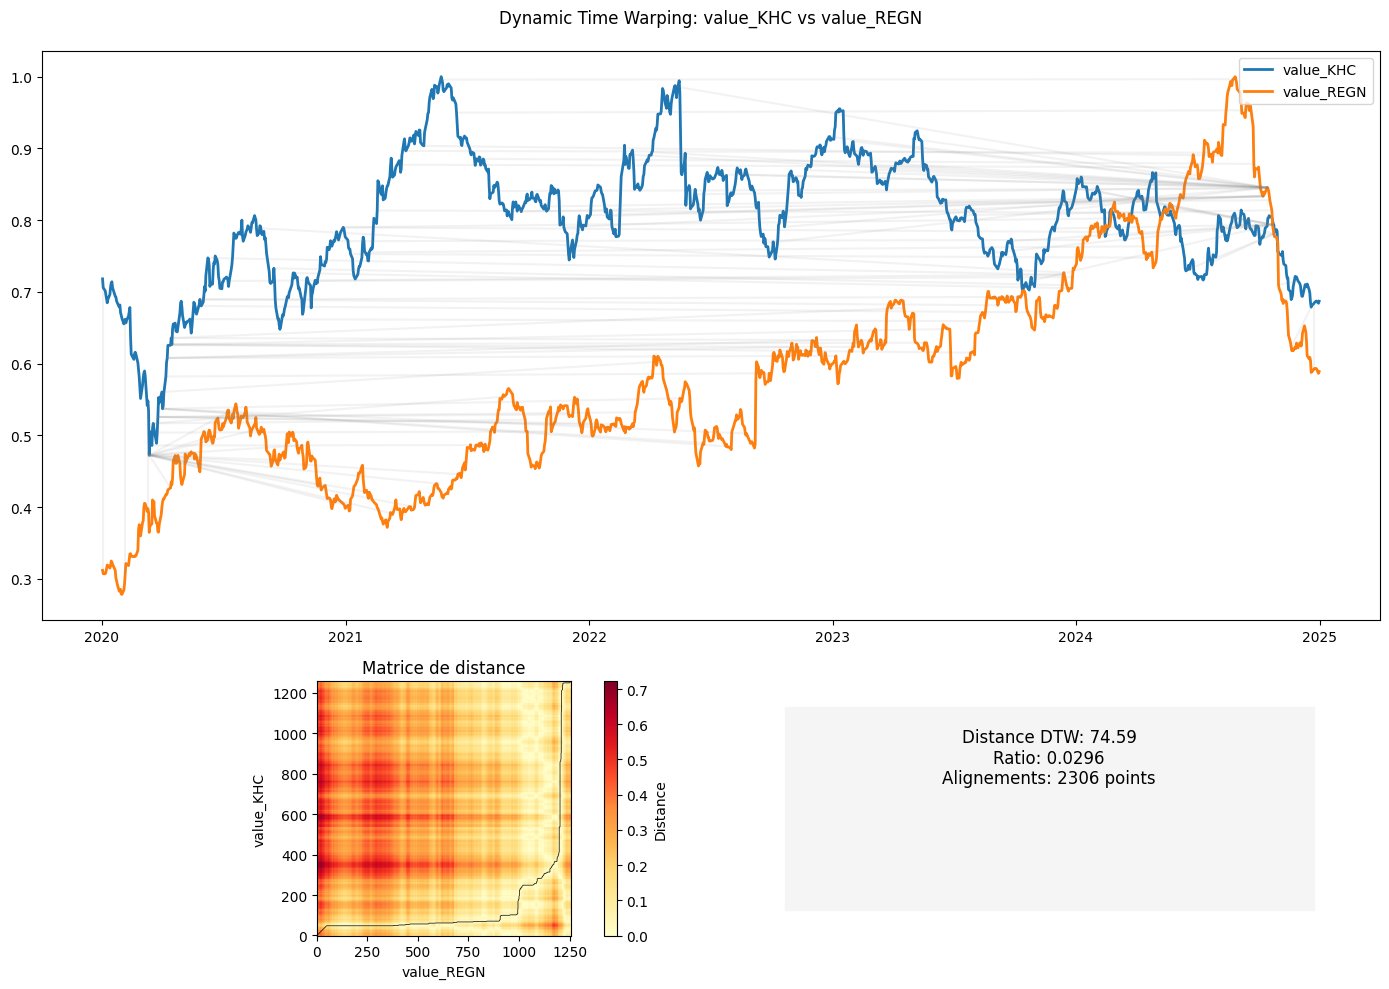 Dynamic Time Warping: value_KHC vs value_REGN
value_KHC
value_REGN
1.0
0.9
0.8
0.7
0.6
0.5
0.4
0.3
2020 2021 2022 2023 2024 2025
Matrice de distance
value_KHC
1200
1000
800
600
400
200
0
0 250 500 750 1000 1250
value_REGN
0.7
0.6
0.5
0.4
0.3
0.2
0.1
0.0
Distance
Distance DTW: 74.59
Ratio: 0.0296
Alignements: 2306 points